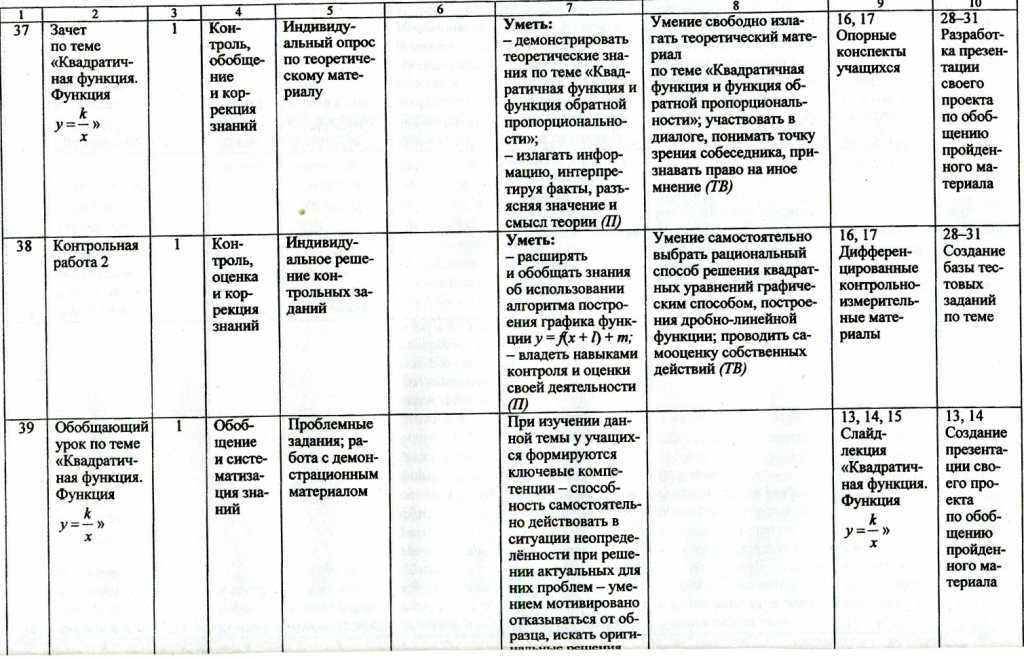 1 2 3 4 5 6 7 8 9 10
37
Зачет
по теме
«Квадратич-
ная функция.
Функция
y = k/x »
1
Кон-
троль,
обобще-
ние
и кор-
рекция
знаний
Индивиду-
альный опрос
по теоретиче-
скому мате-
риалу
Уметь:
– демонстрировать
теоретические зна-
ния по теме «Квад-
ратичная функция и
функция обратной
пропорционально-
сти»;
– излагать инфор-
мацию, интерпре-
тируя факты, разъ-
ясняя значение и
смысл теории (П)
Умение свободно изла-
гать теоретический мате-
риал
по теме «Квадратичная
функция и функция об-
ратной пропорциональ-
ности»; участвовать в
диалоге, понимать точку
зрения собеседника, при-
знавать право на иное
мнение (ТВ)
16, 17
Опорные
конспекты
учащихся
28–31
Разработ-
ка презен-
тации
своего
проекта
по обоб-
щению
пройден-
ного ма-
териала
38
Контрольная
работа 2
1
Кон-
троль,
оценка
и кор-
рекция
знаний
Индивиду-
альное реше-
ние кон-
трольных за-
даний
Уметь:
– расширять
и обобщать знания
об использовании
алгоритма постро-
ения графика функ-
ции y = f(x + l) + m;
– владеть навыками
контроля и оценки
своей деятельности
(П)
Умение самостоятельно
выбрать рациональный
способ решения квадрат-
ных уравнений графиче-
ским способом, построе-
ния дробно-линейной
функции; проводить са-
мооценку собственных
действий (ТВ)
16, 17
Дифферен-
цированные
контрольно-
измеритель-
ные мате-
риалы
28–31
Создание
базы тес-
товых
заданий
по теме
39
Обобщающий
урок по теме
«Квадратич-
ная функция.
Функция
y = k/x »
1
Обоб-
щение
и систе-
матиза-
ция зна-
ний
Проблемные
задания; ра-
бота с демон-
страционным
материалом
При изучении дан-
ной темы у учащих-
ся формируются
ключевые компе-
тенции – способ-
ность самостоятель-
но действовать в
ситуации неопреде-
лённости при реше-
нии актуальных для
них проблем – уме-
нием мотивировано
отказываться от об-
разца, искать ориги-
нальные решения
13, 14, 15
Слайд-
лекция
«Квадратич-
ная функция.
Функция
y = k/x »
13, 14
Создание
презента-
ции сво-
его про-
екта
по обоб-
щению
пройден-
ного ма-
териала